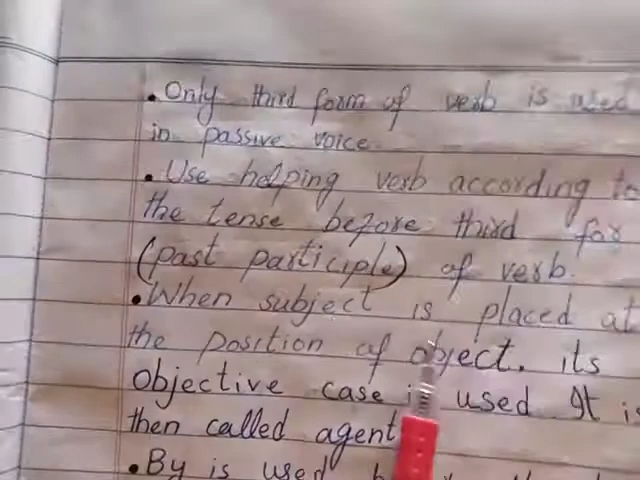 • Only third form of verb is used
in passive voice
• Use helping verb according to
the tense before third for
(past participle) of verb.
• When subject is placed at
the position of object. its
Objective case is used It is
then called agent
• By is used